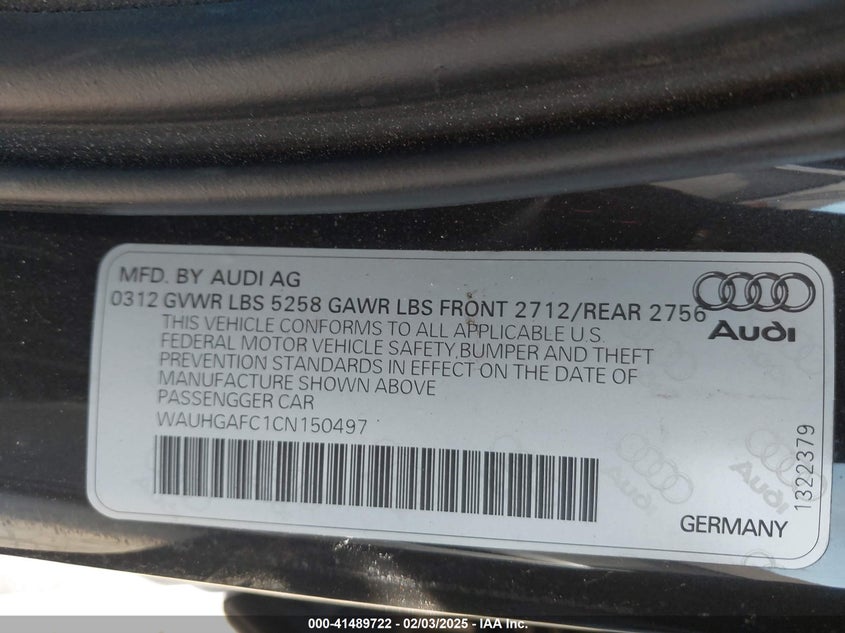 MFD. BY AUDI AG
0312 GVWR LBS 5258 GAWR LBS FRONT 2712/REAR 2756
THIS VEHICLE CONFORMS TO ALL APPLICABLE U.S.
FEDERAL MOTOR VEHICLE SAFETY,BUMPER AND THEFT
PREVENTION STANDARDS IN EFFECT ON THE DATE OF
MANUFACTURE SHOWN ABOVE
PASSENGGER CAR
WAUHGAFC1CN150497
Audi
Audi
Audi
1322379
GERMANY
000-41489722 - 02/03/2025 - IAA Inc.